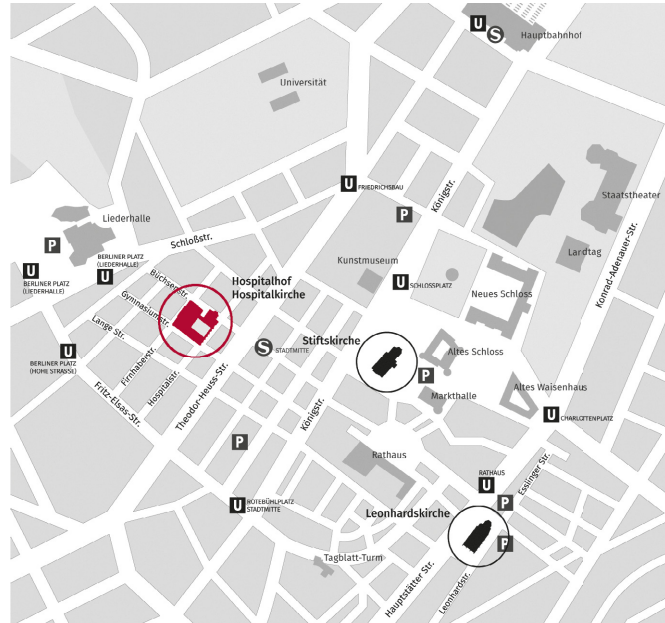 U
S
Hauptbahnhof
Universität
U
FRIEDRICHSBAU
P
Königstr.
Staatstheater
Liederhalle
P
Schloßstr.
U
BERLINER PLATZ
(LIEDERHALLE)
BERLINER PLATZ
(LIEDERHALLE)
U
Kunstmuseum
Landtag
Konrad-Adenauer-Str.
Büchsenstr.
Hospitalhof
Hospitalkirche
U
SCHLOSSPLATZ
Neues Schloss
Gymnasiumstr.
Lange Str.
U
BERLINER PLATZ
(HOHE STRASSE)
Firnhaberstr.
Hospitalstr.
Fritz-Elsas-Str.
Theodor-Heuss-Str.
S
STADTMITTE
Stiftskirche
Altes Schloss
P
Markthalle
Altes Waisenhaus
U
CHARLOTTENPLATZ
Königstr.
P
Rathaus
RATHAUS
U
Esslinger Str.
P
U
ROTEBÜHLPLATZ
STADTMITTE
Leonhardskirche
P
Tagblatt-Turm
Hauptstätter Str.
Leonhardstr.